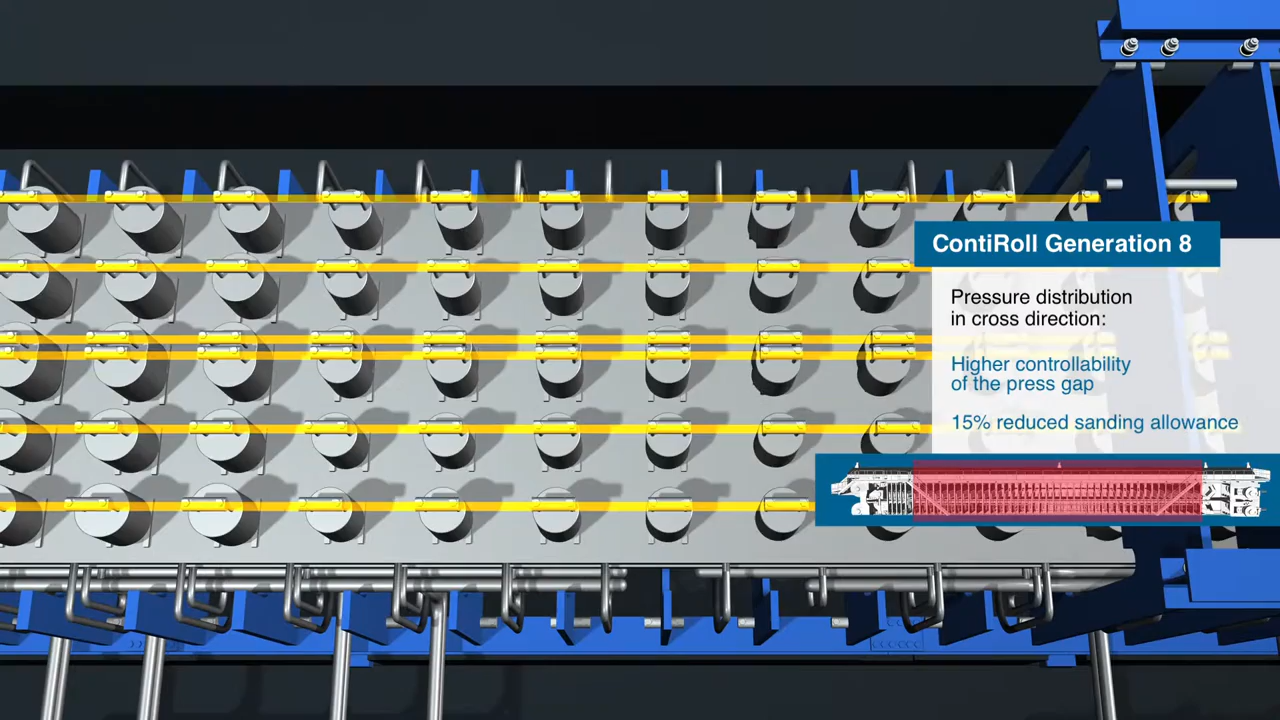 ContiRoll Generation 8
Pressure distribution
in cross direction:
Higher controllability
of the press gap
15% reduced sanding allowance